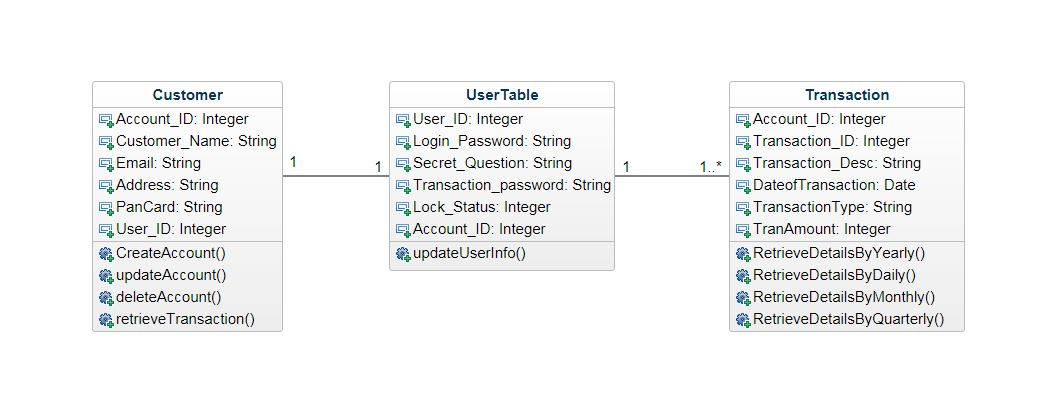 Customer
Account_ID: Integer
Customer_Name: String
Email: String
Address: String
PanCard: String
User_ID: Integer
CreateAccount()
updateAccount()
deleteAccount()
retrieveTransaction()
1
1
UserTable
User_ID: Integer
Login_Password: String
Secret_Question: String
Transaction_password: String
Lock_Status: Integer
Account_ID: Integer
updateUserInfo()
1
1..*
Transaction
Account_ID: Integer
Transaction_ID: Integer
Transaction_Desc: String
DateofTransaction: Date
TransactionType: String
TranAmount: Integer
RetrieveDetailsByYearly()
RetrieveDetailsByDaily()
RetrieveDetailsByMonthly()
RetrieveDetailsByQuarterly()